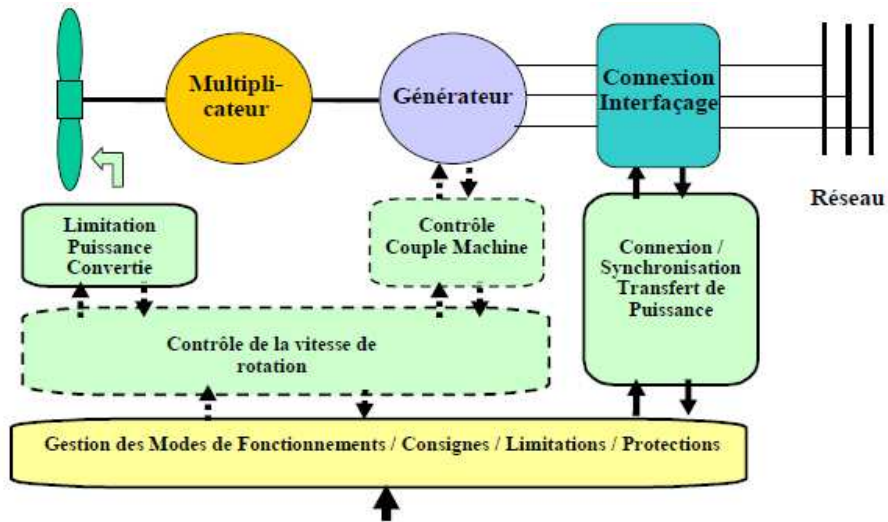 Multipli-
cateur
Générateur
Connexion
Interfaçage
Réseau
Limitation
Puissance
Convertie
Contrôle
Couple Machine
Connexion /
Synchronisation
Transfert de
Puissance
Contrôle de la vitesse de
rotation
Gestion des Modes de Fonctionnements / Consignes / Limitations / Protections